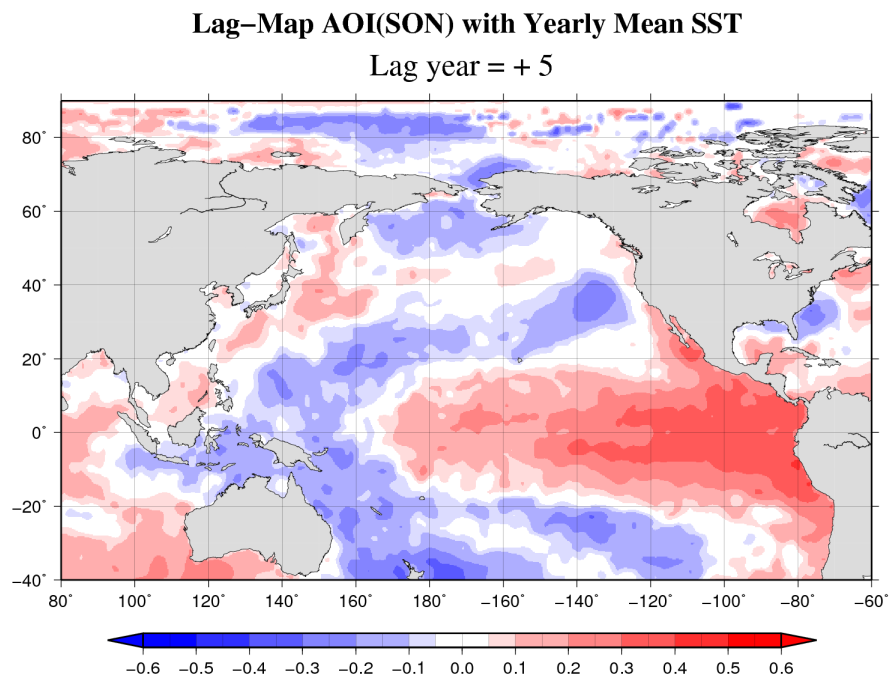 Lag−Map AOI(SON) with Yearly Mean SST
Lag year = + 5
80˚
60˚
40˚
20˚
0˚
−20˚
−40˚
80˚ 100˚ 120˚ 140˚ 160˚ 180˚ −160˚ −140˚ −120˚ −100˚ −80˚ −60˚
−0.6 −0.5 −0.4 −0.3 −0.2 −0.1 0.0 0.1 0.2 0.3 0.4 0.5 0.6